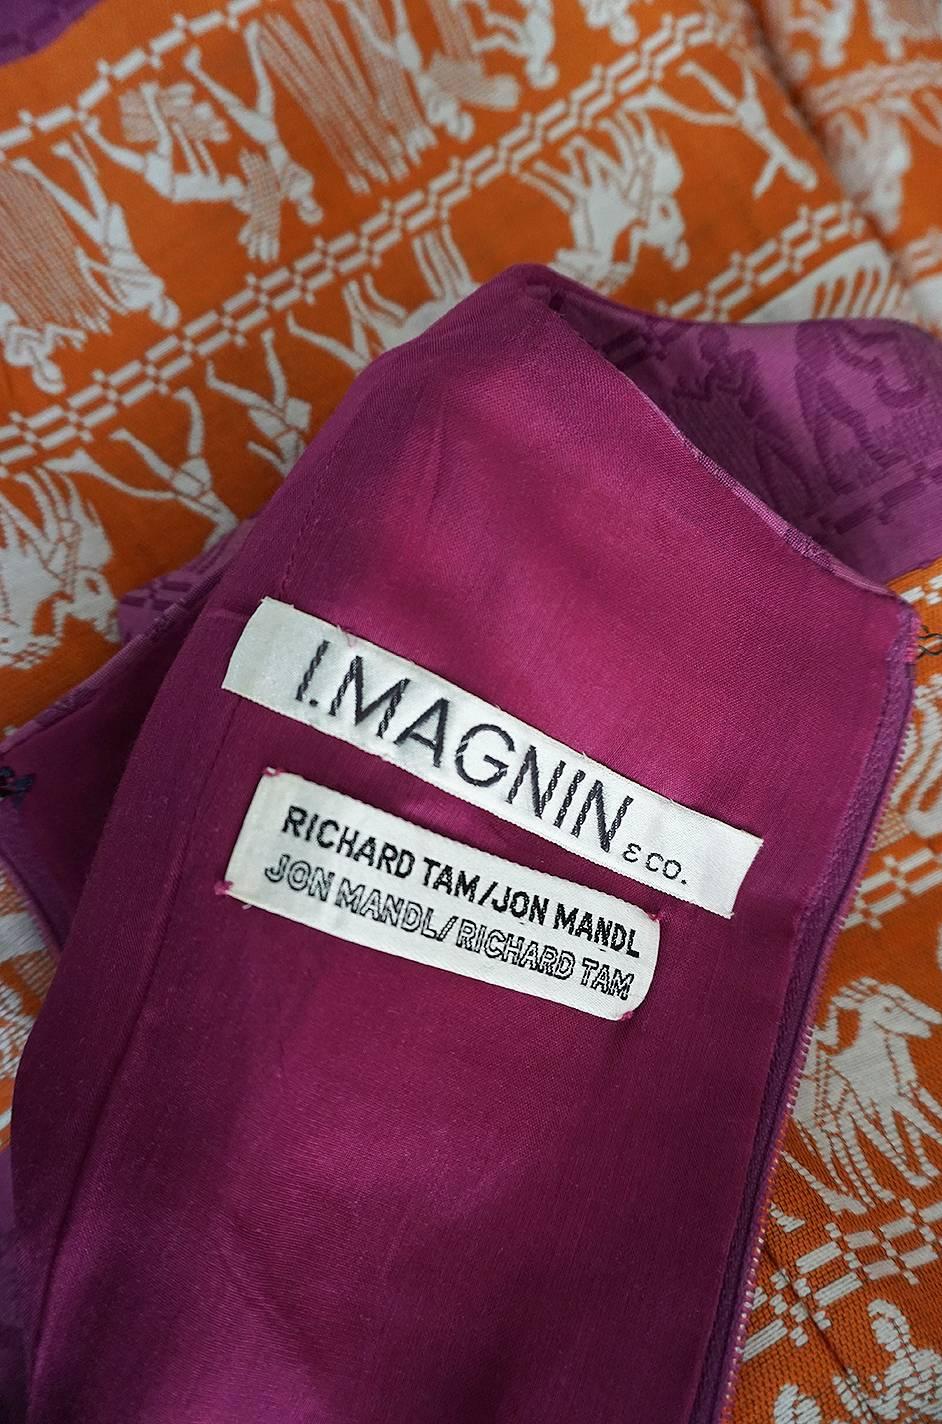 I. MAGNIN & CO.
RICHARD TAM/JON MANDL
JON MANDL/RICHARD TAM